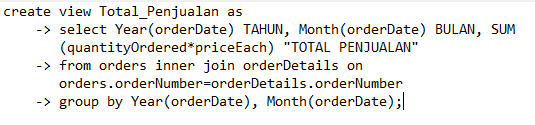 create view Total_Penjualan as
-> select Year(orderDate) TAHUN, Month(orderDate) BULAN, SUM
(quantityOrdered*priceEach) "TOTAL PENJUALAN"
-> from orders inner join orderDetails on
orders.orderNumber=orderDetails.orderNumber
-> group by Year(orderDate), Month(orderDate);